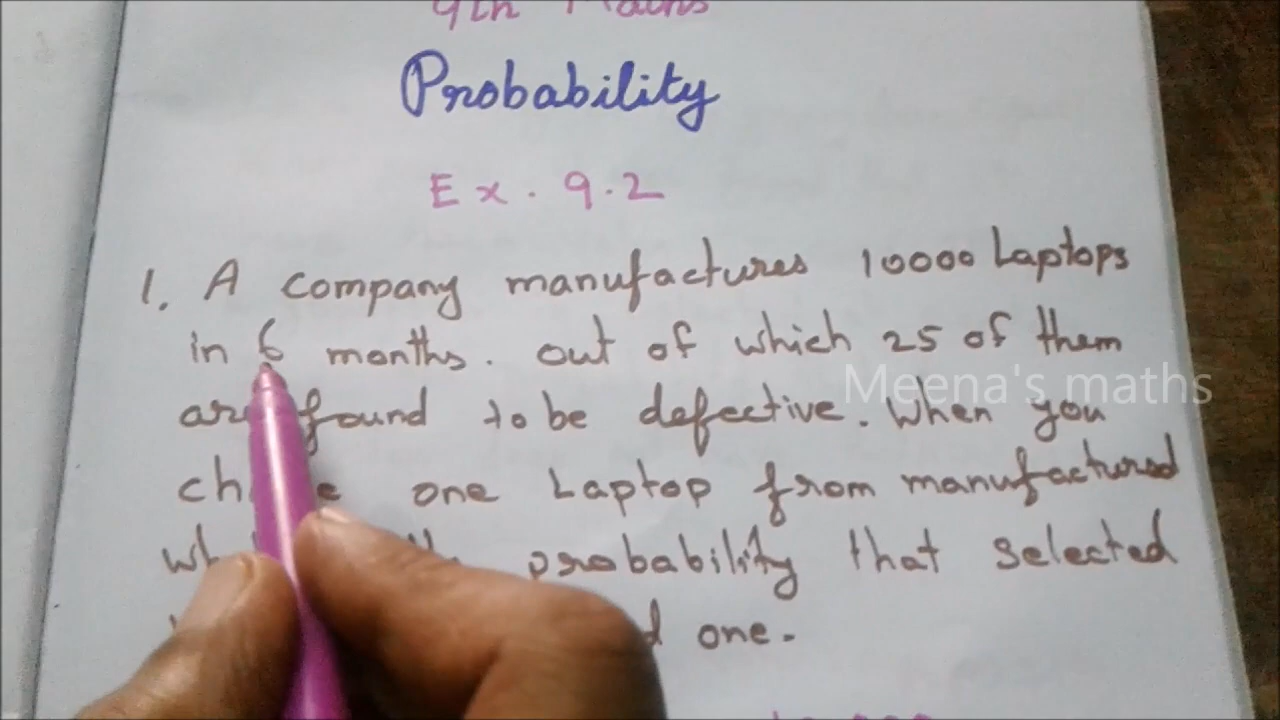 9th Maths
Probability
Ex. 9.2
1. A company manufactures 10000 Laptops
in 6 months. out of which 25 of them
are found to be defective. When you
one Laptop from manufactured
probability that selected
one.
Meena's maths